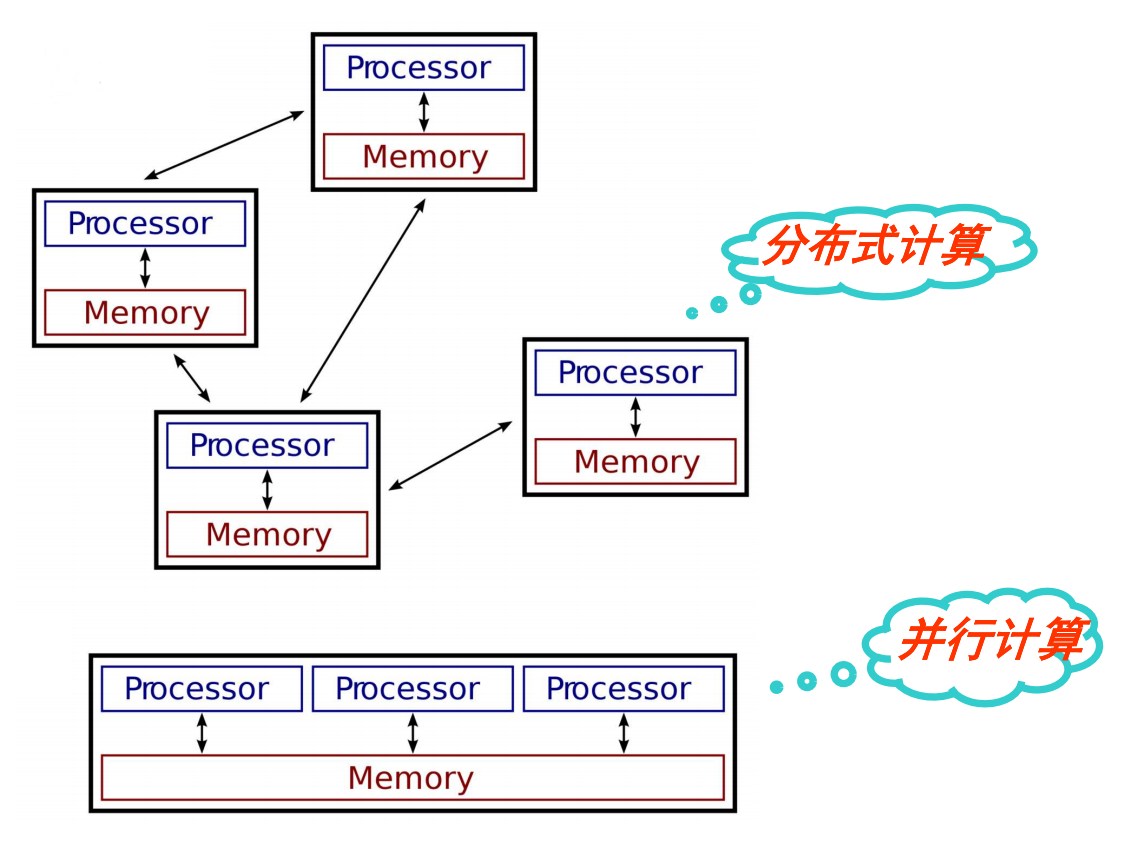 Processor
Memory
Processor
Memory
分布式计算
Processor
Memory
Processor
Memory
并行计算
Processor Processor Processor
Memory